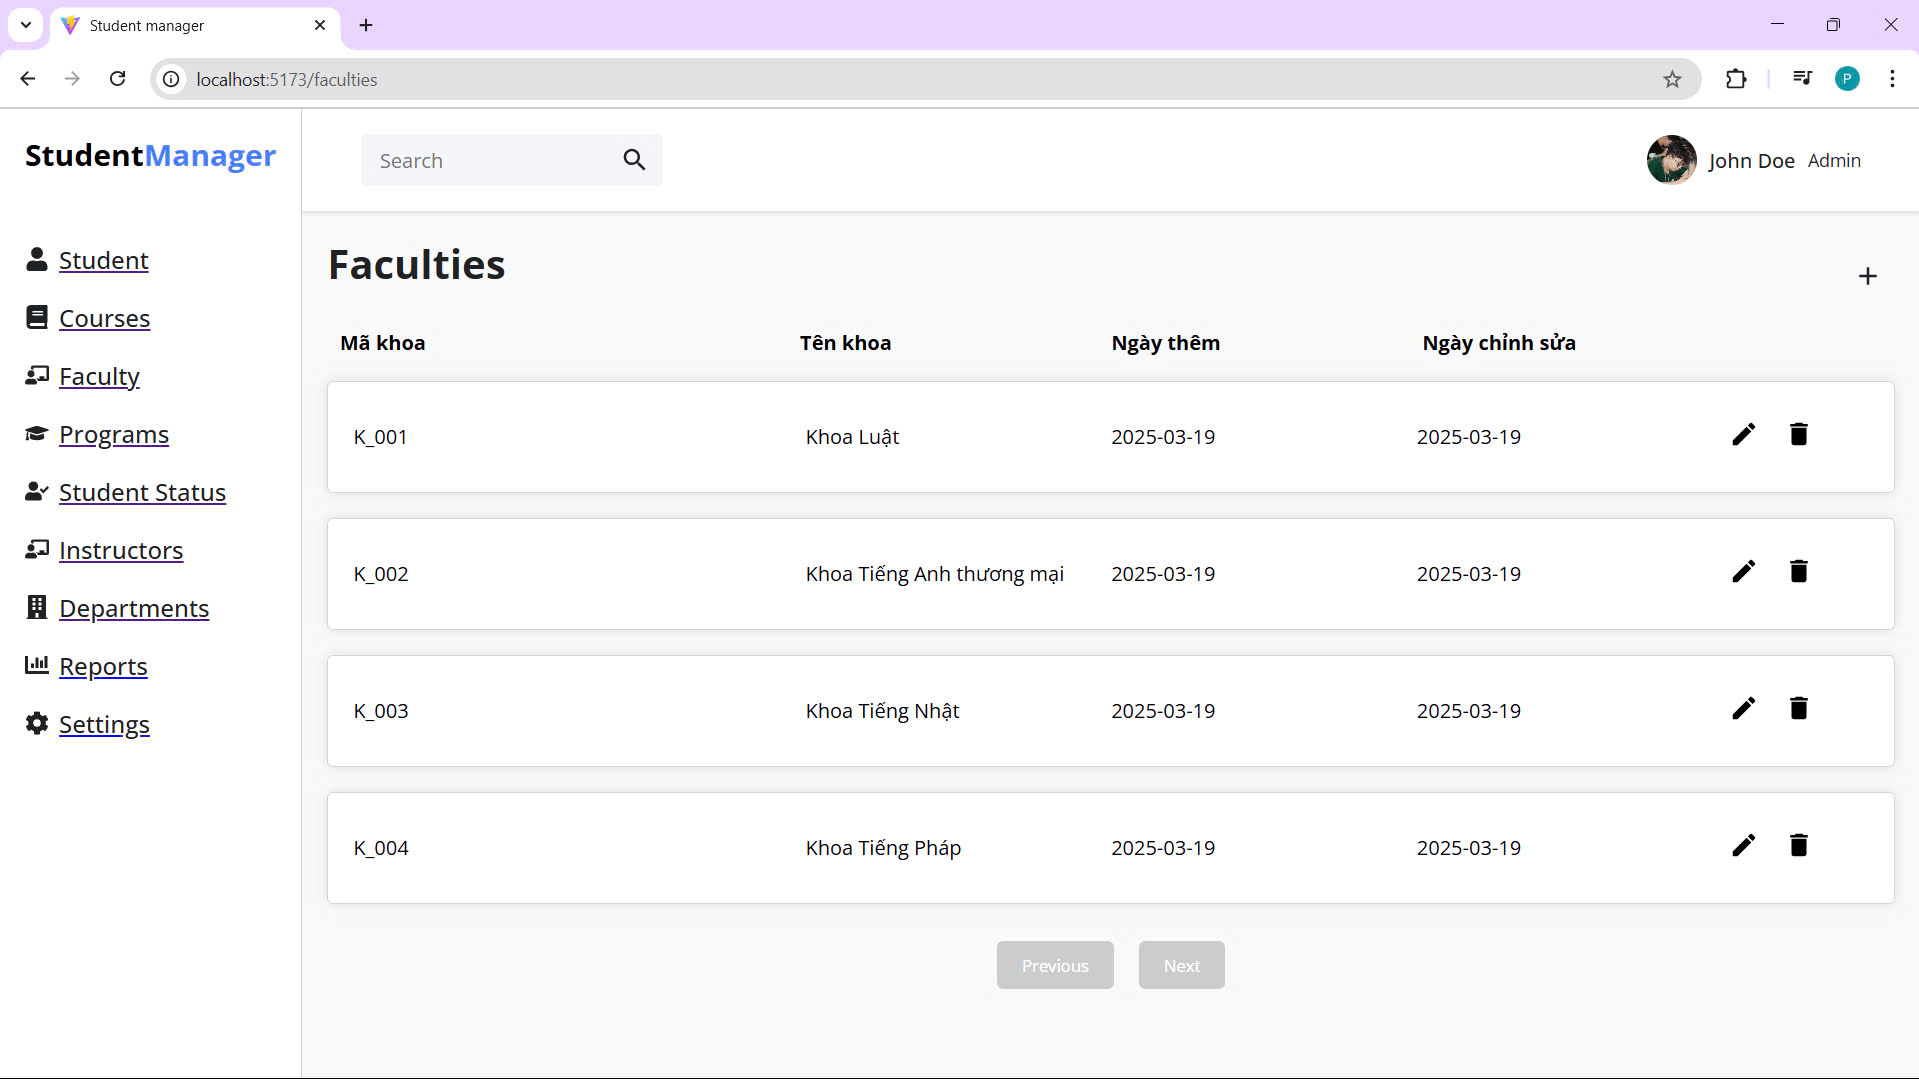 Student manager
localhost:5173/faculties
P
StudentManager
Search
John Doe Admin
Student
Courses
Faculty
Programs
Student Status
Instructors
Departments
Reports
Settings
Faculties
Mã khoa Tên khoa Ngày thêm Ngày chỉnh sửa
K_001 Khoa Luật 2025-03-19 2025-03-19
K_002 Khoa Tiếng Anh thương mại 2025-03-19 2025-03-19
K_003 Khoa Tiếng Nhật 2025-03-19 2025-03-19
K_004 Khoa Tiếng Pháp 2025-03-19 2025-03-19
Previous Next